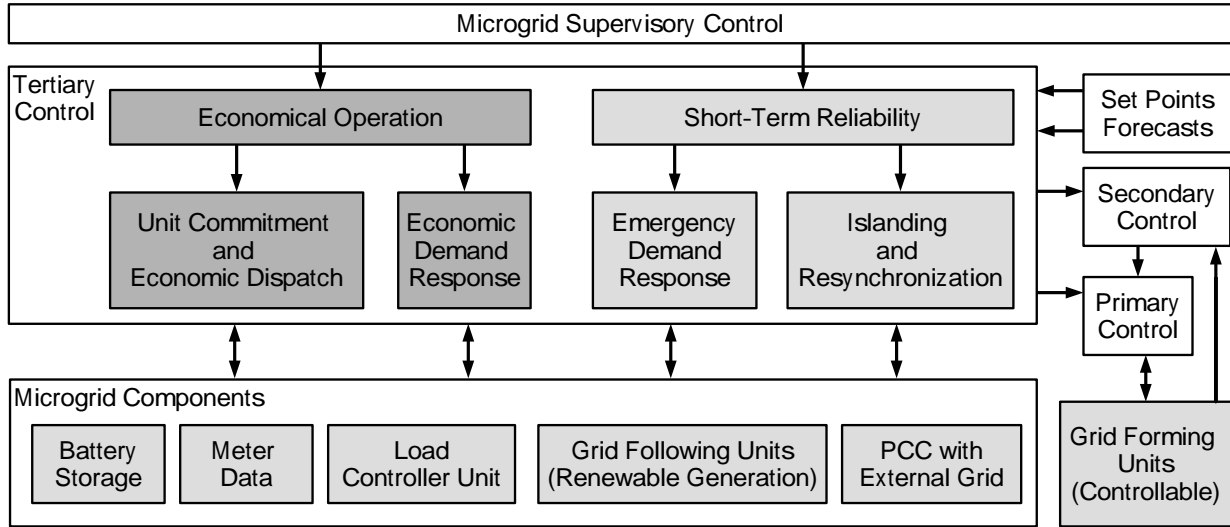 Microgrid Supervisory Control
Tertiary
Control
Economical Operation
Short-Term Reliability
Set Points
Forecasts
Unit Commitment
and
Economic Dispatch
Economic
Demand
Response
Emergency
Demand
Response
Islanding
and
Resynchronization
Secondary
Control
Primary
Control
Microgrid Components
Battery
Storage
Meter
Data
Load
Controller Unit
Grid Following Units
(Renewable Generation)
PCC with
External Grid
Grid Forming
Units
(Controllable)